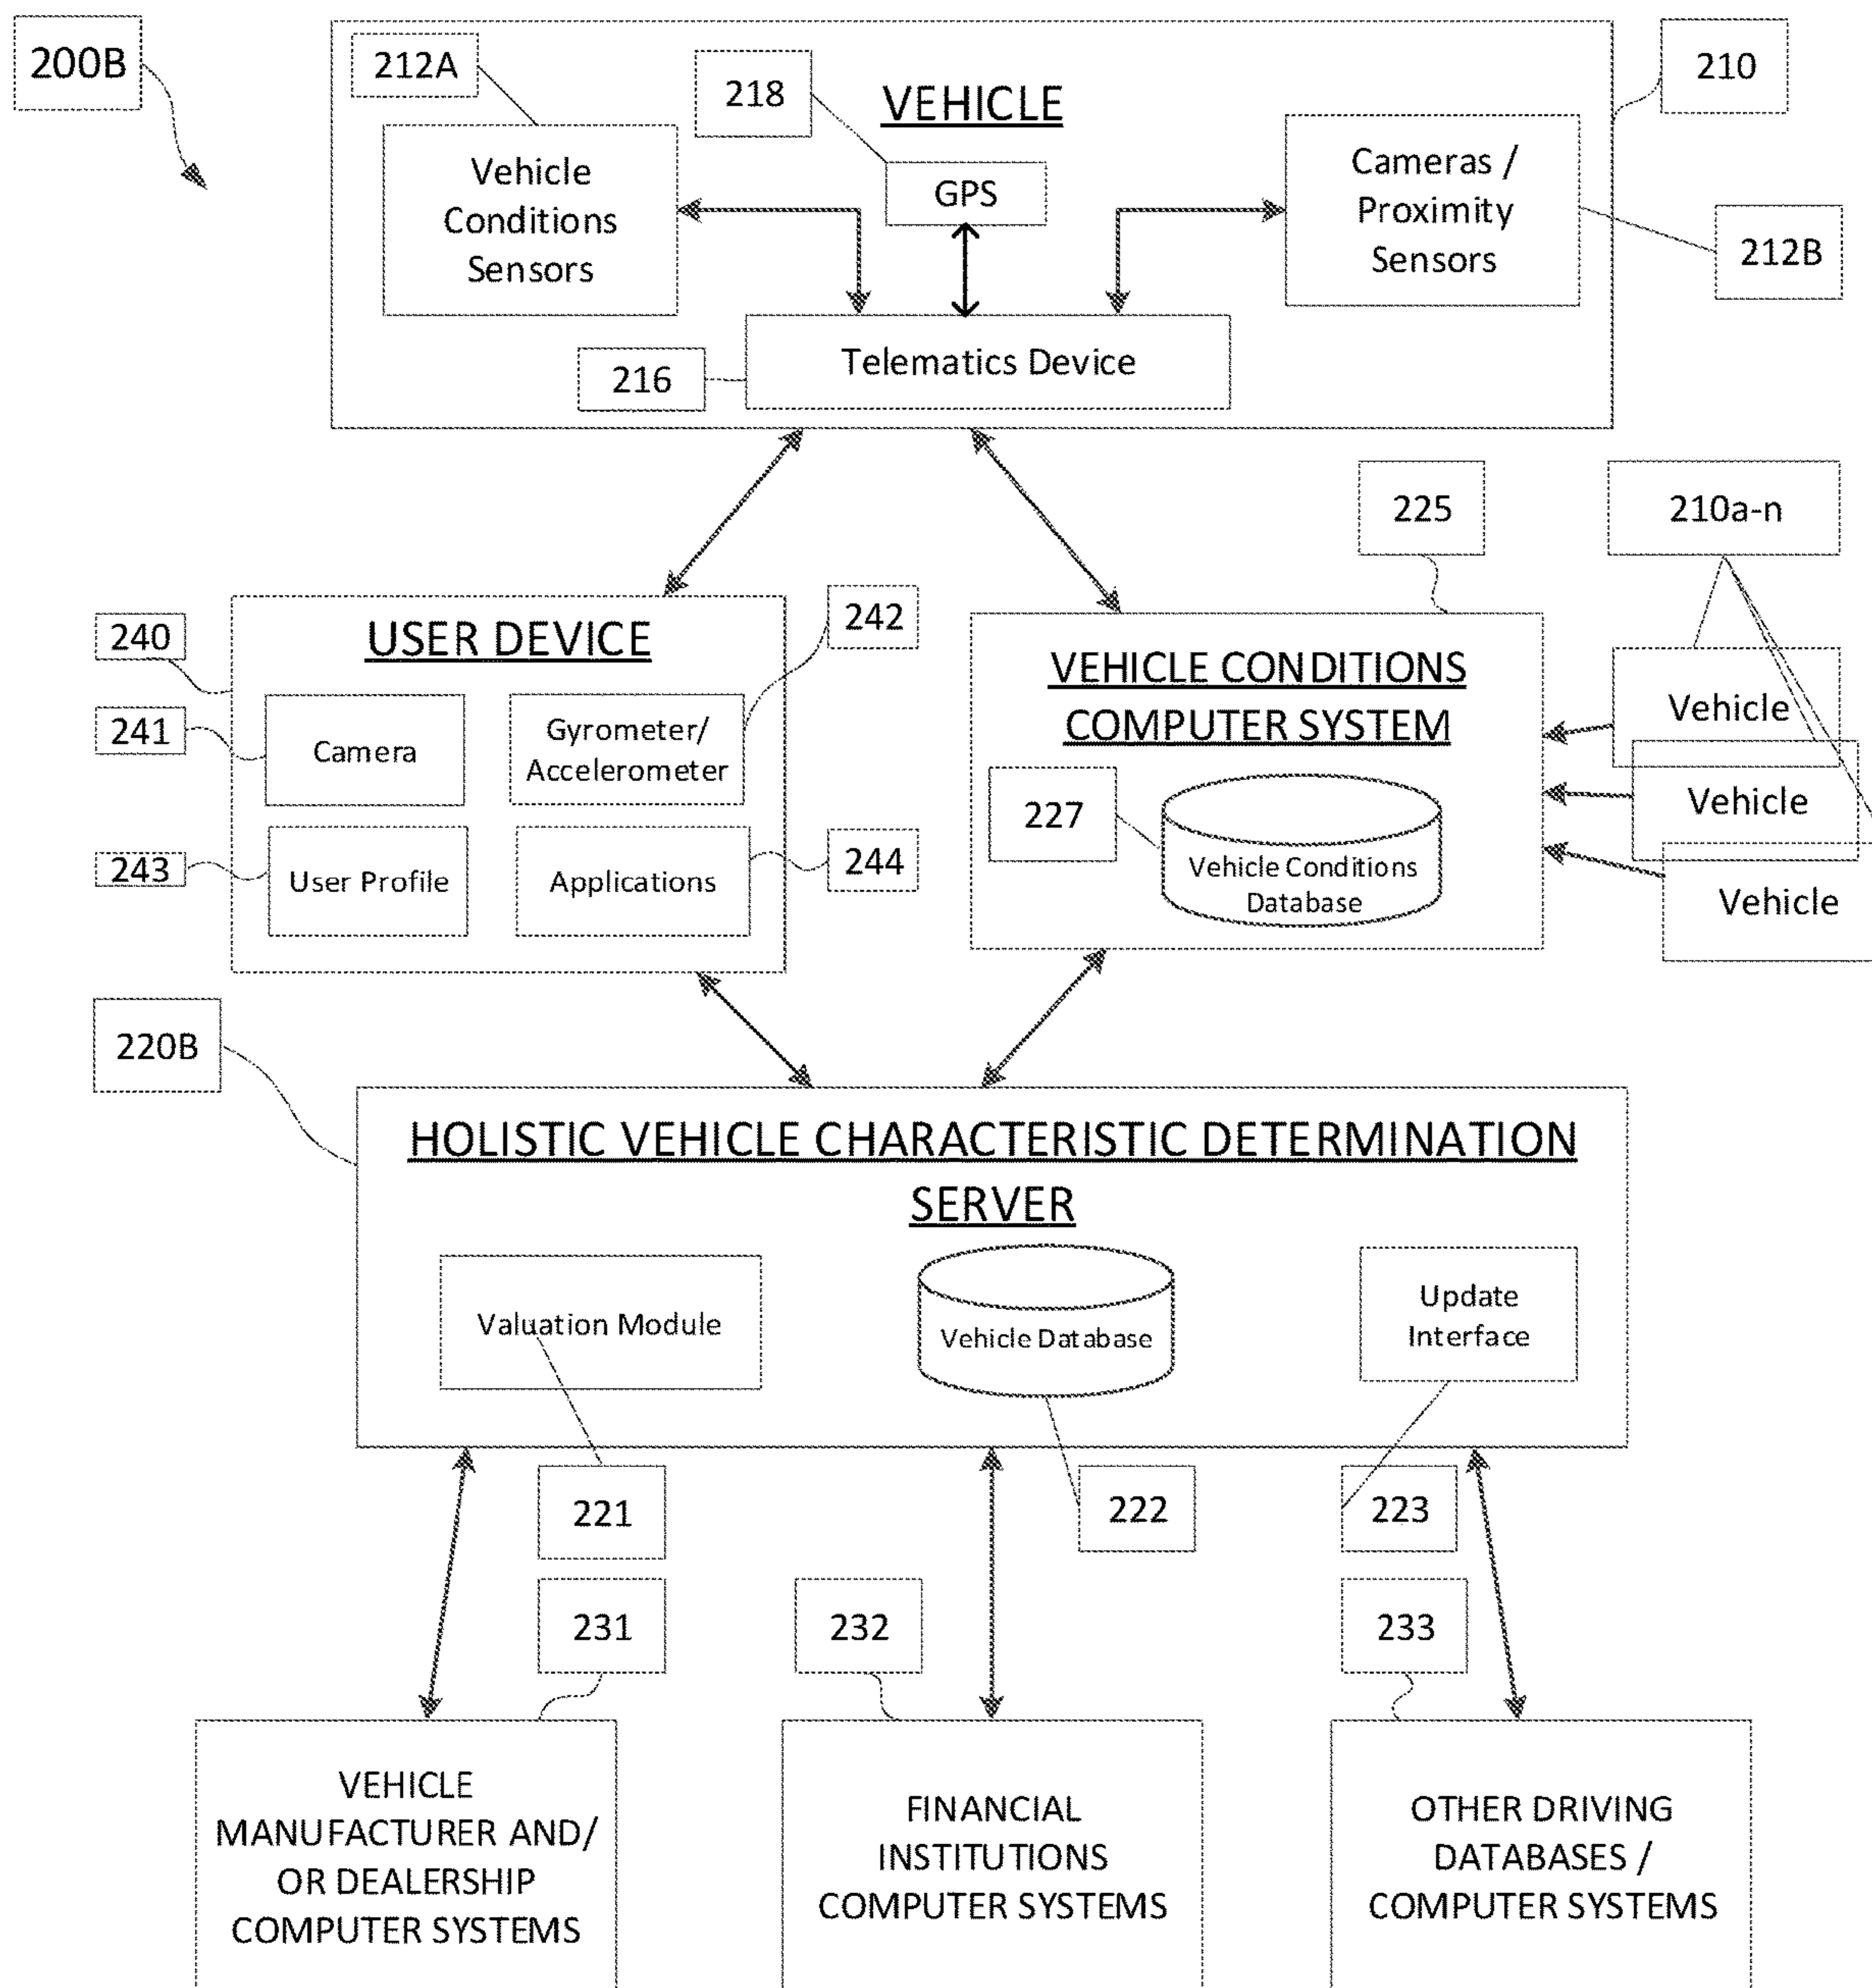 200B
212A
218
VEHICLE
210
Vehicle
Conditions
Sensors
GPS
Cameras /
Proximity
Sensors
212B
Telematics Device
216
225
210a-n
240
USER DEVICE
242
241
Camera
Gyrometer/
Accelerometer
243
User Profile
Applications
244
VEHICLE CONDITIONS
COMPUTER SYSTEM
227
Vehicle Conditions
Database
Vehicle
Vehicle
Vehicle
220B
HOLISTIC VEHICLE CHARACTERISTIC DETERMINATION
SERVER
Valuation Module
Vehicle Database
Update
Interface
221
222
223
231
232
233
VEHICLE
MANUFACTURER AND/
OR DEALERSHIP
COMPUTER SYSTEMS
FINANCIAL
INSTITUTIONS
COMPUTER SYSTEMS
OTHER DRIVING
DATABASES /
COMPUTER SYSTEMS